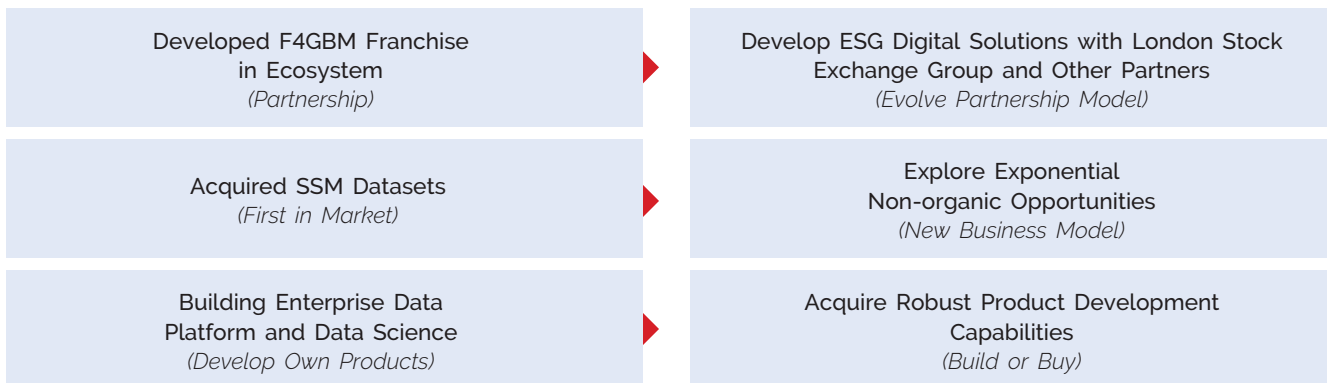 Developed F4GBM Franchise
in Ecosystem
(Partnership)
Develop ESG Digital Solutions with London Stock
Exchange Group and Other Partners
(Evolve Partnership Model)
Acquired SSM Datasets
(First in Market)
Explore Exponential
Non-organic Opportunities
(New Business Model)
Building Enterprise Data
Platform and Data Science
(Develop Own Products)
Acquire Robust Product Development
Capabilities
(Build or Buy)